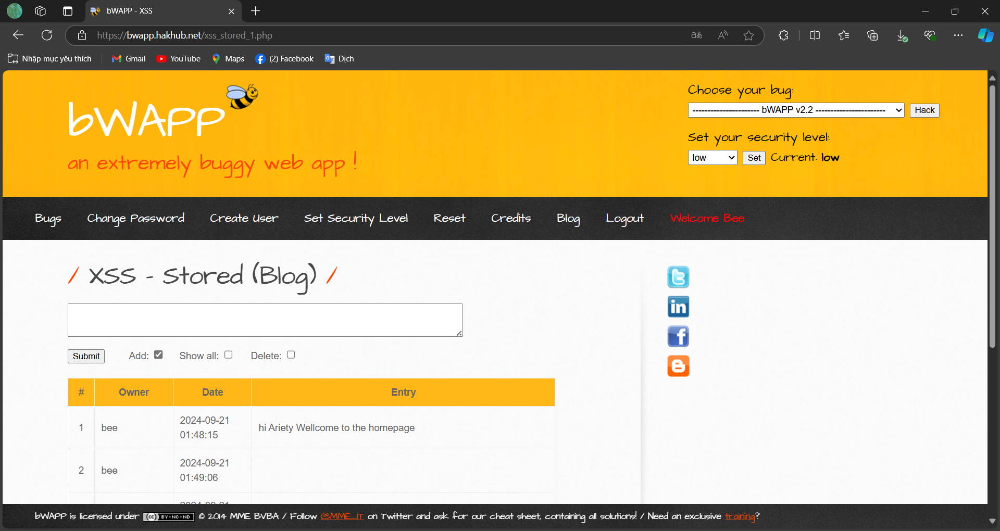 bWAPP - XSS
https://bwapp.hakhub.net/xss_stored_1.php
Nhập mục yêu thích
Gmail
YouTube
Maps
(2) Facebook
Dịch
bWAPP
an extremely buggy web app !
Choose your bug:
---------------------- bWAPP v2.2 -----------------------
Hack
Set your security level:
low
Set
Current: low
Bugs
Change Password
Create User
Set Security Level
Reset
Credits
Blog
Logout
Welcome Bee
/ XSS - Stored (Blog) /
Submit
Add:
Show all:
Delete:
# Owner Date Entry
1 bee 2024-09-21 01:48:15 hi Ariety Wellcome to the homepage
2 bee 2024-09-21 01:49:06
bWAPP is licensed under (cc) BY-NC-ND © 2014 MME BVBA / Follow @MME_IT on Twitter and ask for our cheat sheet, containing all solutions! / Need an exclusive training?